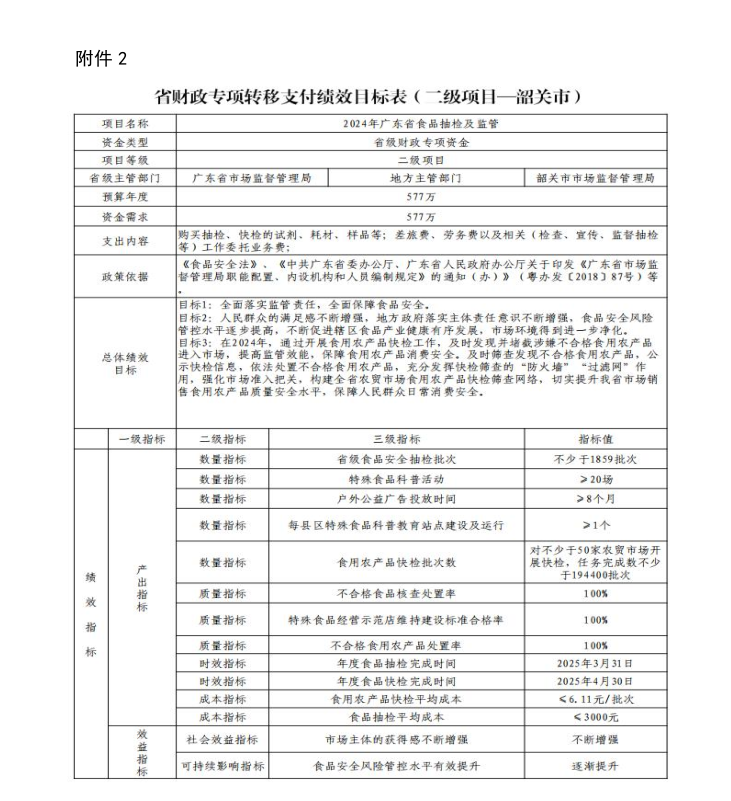 附件 2
省财政专项转移支付绩效目标表（二级项目—韶关市）
项目名称 2024年广东省食品抽检及监管
资金类型 省级财政专项资金
项目等级 二级项目
省级主管部门 广东省市场监督管理局 地方主管部门 韶关市市场监督管理局
预算年度 577万
资金需求 577万
支出内容
购买抽检、快检的试剂、耗材、样品等；差旅费、劳务费以及相关（检查、宣传、监督抽检
等）工作委托业务费；
政策依据
《食品安全法》、《中共广东省委办公厅、广东省人民政府办公厅关于印发《广东省市场监
督管理局职能配置、内设机构和人员编制规定》的通知（办）》（粤办发〔2018〕87号）等
。
总体绩效
目标
目标1：全面落实监管责任，全面保障食品安全。
目标2：人民群众的满足感不断增强，地方政府落实主体责任意识不断增强，食品安全风险
管控水平逐步提高，不断促进辖区食品产业健康有序发展，市场环境得到进一步净化。
目标3：在2024年，通过开展食用农产品快检工作，及时发现并堵截涉嫌不合格食用农产品
进入市场，提高监管效能，保障食用农产品消费安全。及时筛查发现不合格食用农产品，公
示快检信息，依法处置不合格食用农产品，充分发挥快检筛查的“防火墙”“过滤网”作
用，强化市场准入把关，构建全省农贸市场食用农产品快检筛查网络，切实提升我省市场销
售食用农产品质量安全水平，保障人民群众日常消费安全。
一级指标 二级指标 三级指标 指标值
绩效指标
产出指标
数量指标 省级食品安全抽检批次 不少于1859批次
数量指标 特殊食品科普活动 ≥20场
数量指标 户外公益广告投放时间 ≥8个月
数量指标 每县区特殊食品科普教育站点建设及运行 ≥1个
数量指标 食用农产品快检批次数
对不少于50家农贸市场开
展快检，任务完成数不少
于194400批次
质量指标 不合格食品核查处置率 100%
质量指标 特殊食品经营示范店维持建设标准合格率 100%
质量指标 不合格食用农产品处置率 100%
时效指标 年度食品抽检完成时间 2025年3月31日
时效指标 年度食品快检完成时间 2025年4月30日
成本指标 食用农产品快检平均成本 ≤6.11元/批次
成本指标 食品抽检平均成本 ≤3000元
效益指标
社会效益指标 市场主体的获得感不断增强 不断增强
可持续影响指标 食品安全风险管控水平有效提升 逐渐提升